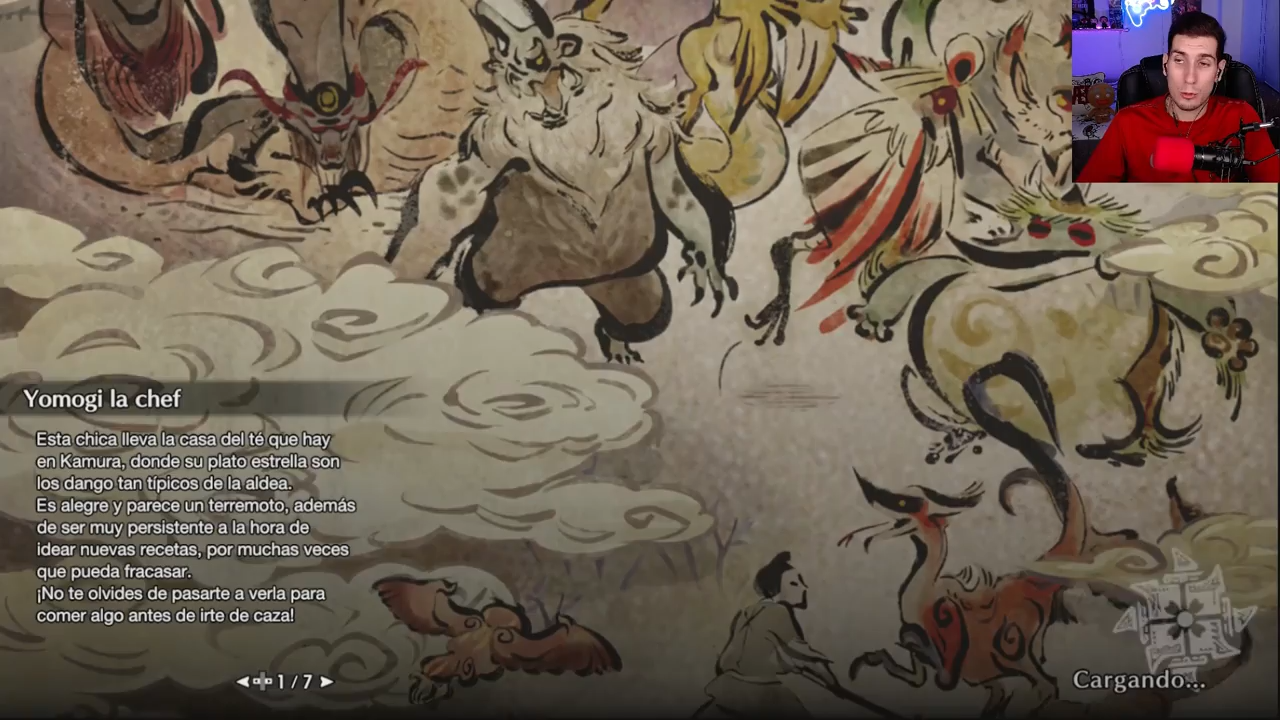 Yomogi la chef
Esta chica lleva la casa del té que hay
en Kamura, donde su plato estrella son
los dango tan típicos de la aldea.
Es alegre y parece un terremoto, además
de ser muy persistente a la hora de
idear nuevas recetas, por muchas veces
que pueda fracasar.
¡No te olvides de pasarte a verla para
comer algo antes de irte de caza!
1 / 7
Cargando...